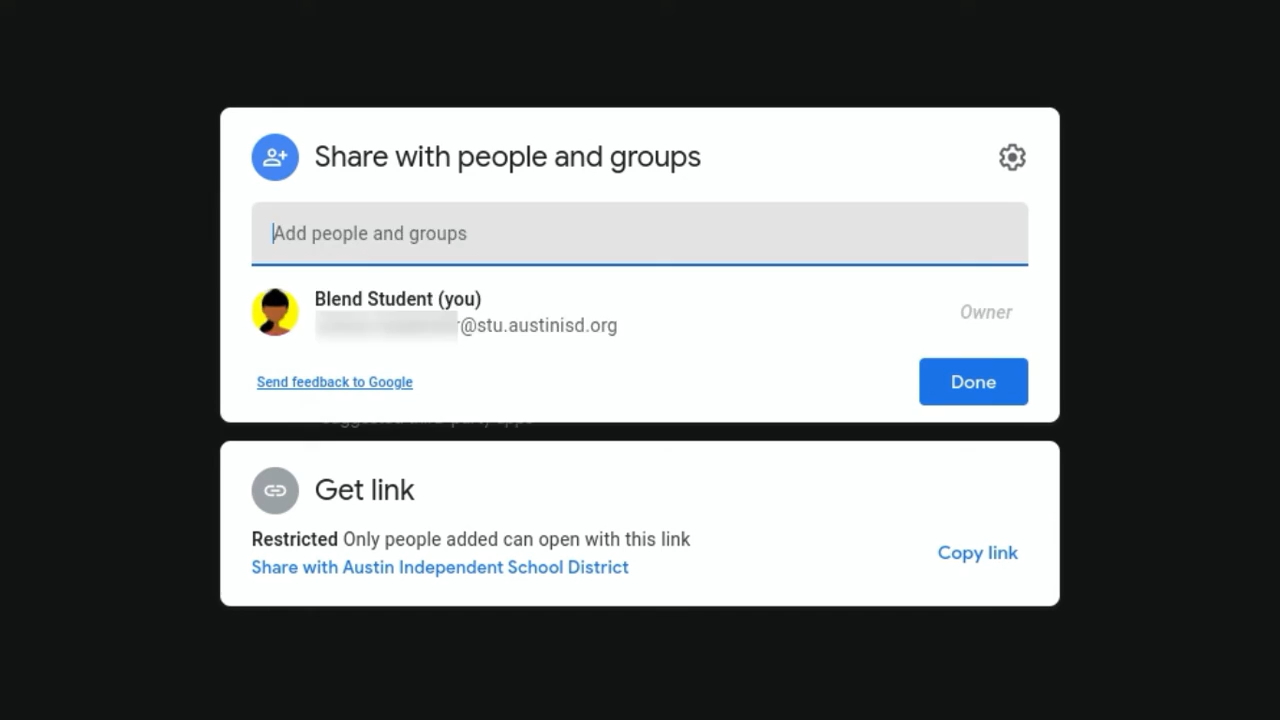 Share with people and groups
Add people and groups
Blend Student (you)
r@stu.austinisd.org
Owner
Send feedback to Google
Done
Get link
Restricted Only people added can open with this link
Share with Austin Independent School District
Copy link